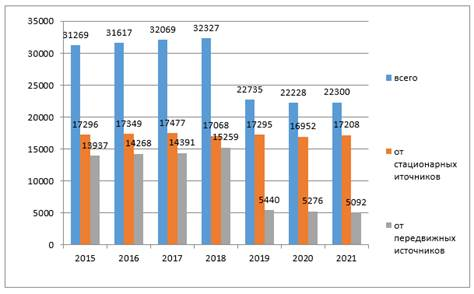 35000
31269 31617 32069 32327
30000
25000
22735 22228 22300
всего
20000
17296 17349 17477 17068 17295 16952 17208
13937 14268 14391 15259
15000
от
стационарных
иточников
10000
5440 5276 5092
5000
от
передвижных
источников
0
2015 2016 2017 2018 2019 2020 2021